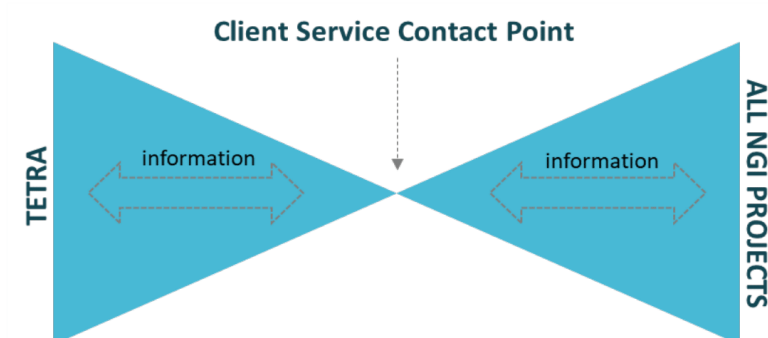 Client Service Contact Point
TETRA
information
information
ALL NGI PROJECTS